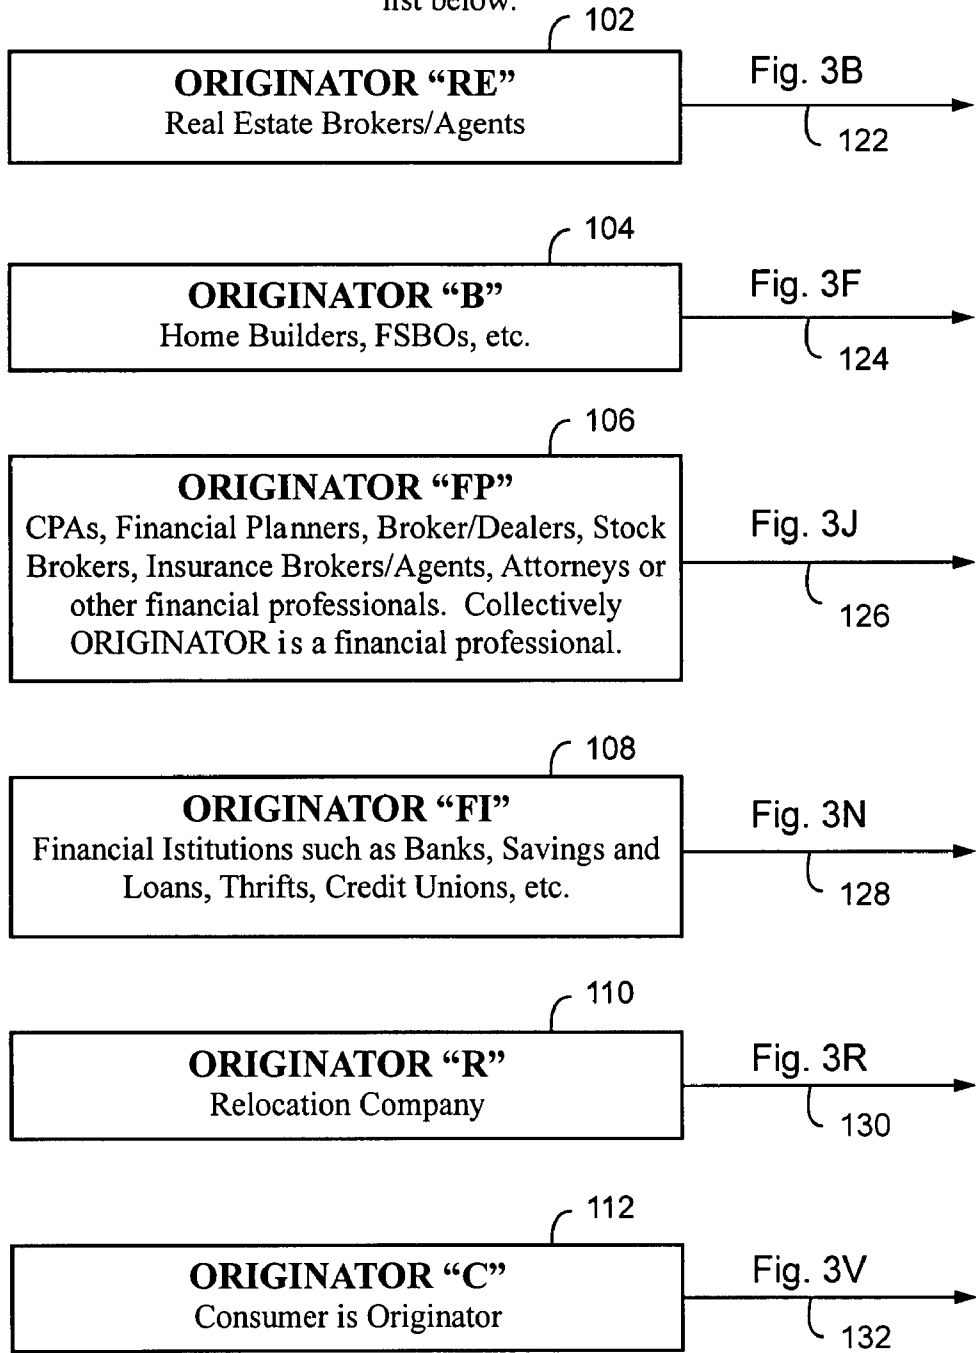 list below.
102
ORIGINATOR “RE”
Real Estate Brokers/Agents
Fig. 3B
122
104
ORIGINATOR “B”
Home Builders, FSBOs, etc.
Fig. 3F
124
106
ORIGINATOR “FP”
CPAs, Financial Planners, Broker/Dealers, Stock
Brokers, Insurance Brokers/Agents, Attorneys or
other financial professionals.  Collectively
ORIGINATOR is a financial professional.
Fig. 3J
126
108
ORIGINATOR “FI”
Financial Istitutions such as Banks, Savings and
Loans, Thrifts, Credit Unions, etc.
Fig. 3N
128
110
ORIGINATOR “R”
Relocation Company
Fig. 3R
130
112
ORIGINATOR “C”
Consumer is Originator
Fig. 3V
132